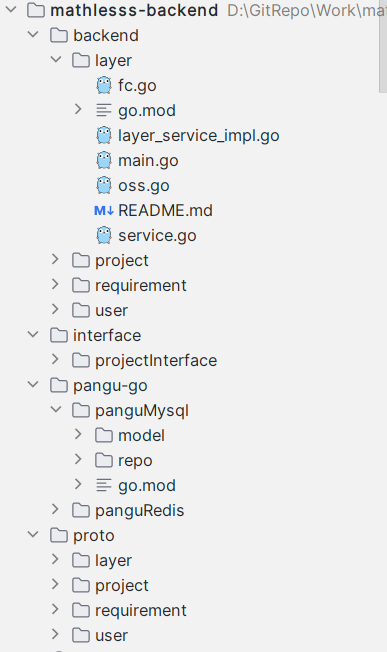 mathlesss-backend D:\GitRepo\Work\ma
backend
layer
fc.go
go.mod
layer_service_impl.go
main.go
oss.go
M↓ README.md
service.go
project
requirement
user
interface
projectInterface
pangu-go
panguMysql
model
repo
go.mod
panguRedis
proto
layer
project
requirement
user